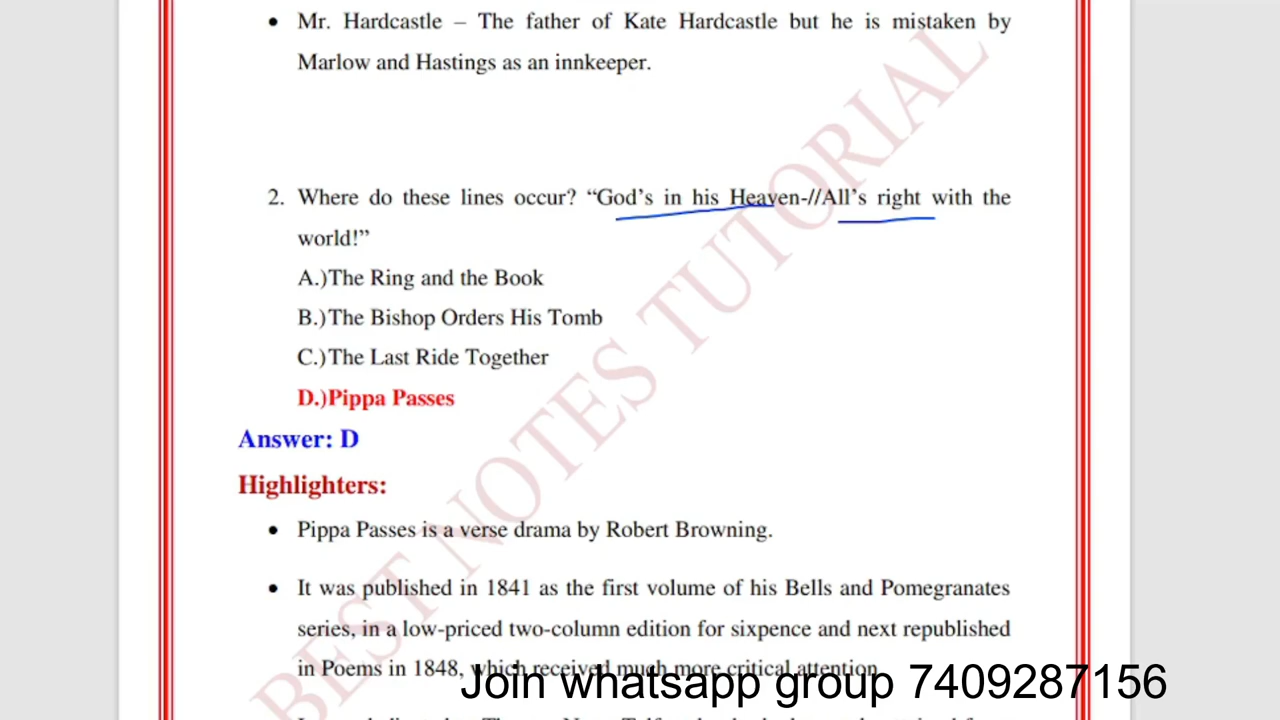 • Mr. Hardcastle – The father of Kate Hardcastle but he is mistaken by
Marlow and Hastings as an innkeeper.
2. Where do these lines occur? “God’s in his Heaven-//All’s right with the
world!”
A.)The Ring and the Book
B.)The Bishop Orders His Tomb
C.)The Last Ride Together
D.)Pippa Passes
Answer: D
Highlighters:
• Pippa Passes is a verse drama by Robert Browning.
• It was published in 1841 as the first volume of his Bells and Pomegranates
series, in a low-priced two-column edition for sixpence and next republished
in Poems in 1848, which received much more critical attention.
Join whatsapp group 7409287156
BEST NOTES TUTORIAL